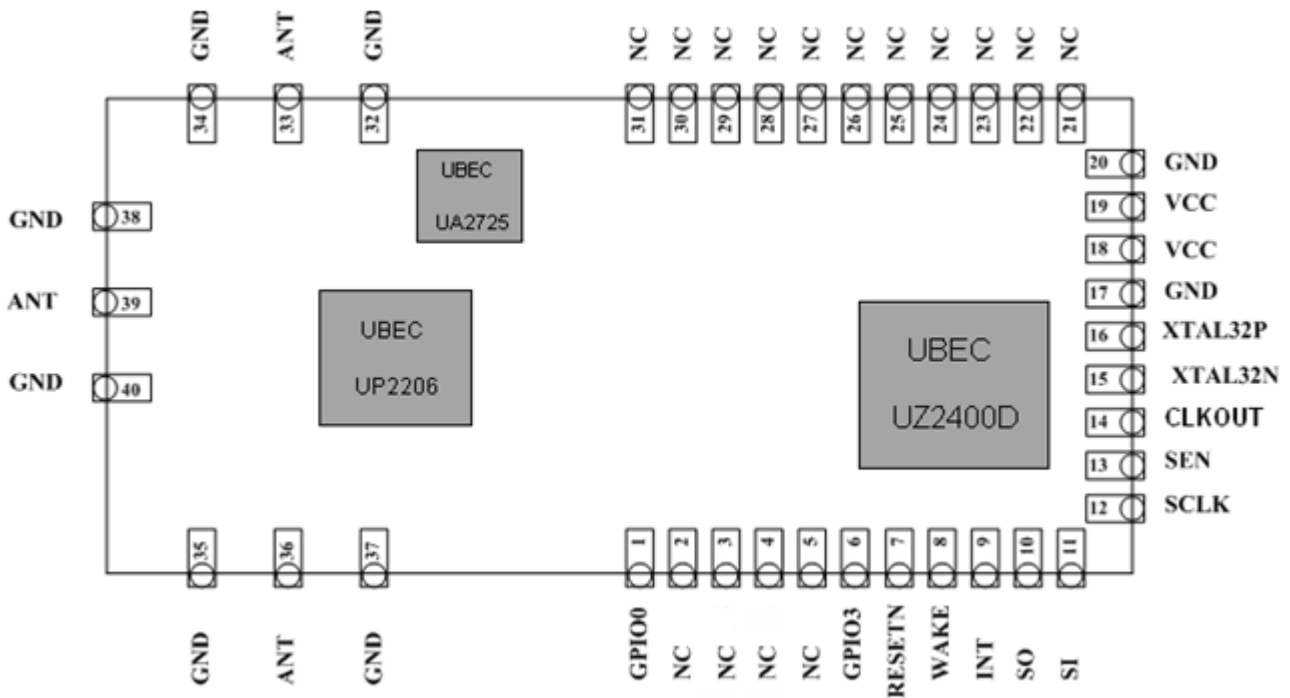 GND ANT GND NC NC NC NC NC NC NC NC NC NC NC
34 33 32 31 30 29 28 27 26 25 24 23 22 21
20 GND
19 VCC
18 VCC
17 GND
16 XTAL32P
15 XTAL32N
14 CLKOUT
13 SEN
12 SCLK
UBEC
UA2725
GND 38
ANT 39
GND 40
UBEC
UP2206
UBEC
UZ2400D
35 36 37 1 2 3 4 5 6 7 8 9 10 11
GND ANT GND GPIO0 NC NC NC NC GPIO3 RESETN WAKE INT SO SI